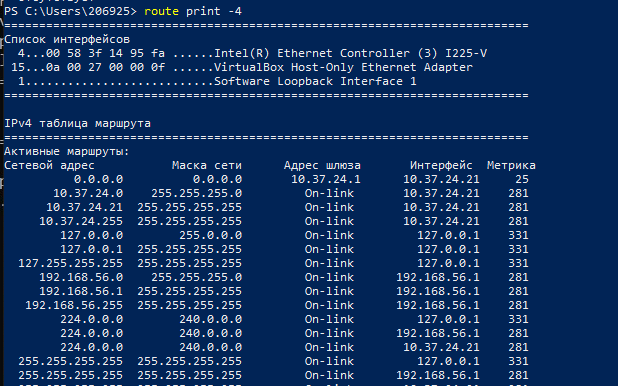 PS C:\Users\206925> route print -4
===========================================================================
Список интерфейсов
4...00 58 3f 14 95 fa ......Intel(R) Ethernet Controller (3) I225-V
15...0a 00 27 00 00 0f ......VirtualBox Host-Only Ethernet Adapter
1...........................Software Loopback Interface 1
===========================================================================
IPv4 таблица маршрута
===========================================================================
Активные маршруты:
Сетевой адрес Маска сети Адрес шлюза Интерфейс Метрика
0.0.0.0 0.0.0.0 10.37.24.1 10.37.24.21 25
10.37.24.0 255.255.255.0 On-link 10.37.24.21 281
10.37.24.21 255.255.255.255 On-link 10.37.24.21 281
10.37.24.255 255.255.255.255 On-link 10.37.24.21 281
127.0.0.0 255.0.0.0 On-link 127.0.0.1 331
127.0.0.1 255.255.255.255 On-link 127.0.0.1 331
127.255.255.255 255.255.255.255 On-link 127.0.0.1 331
192.168.56.0 255.255.255.0 On-link 192.168.56.1 281
192.168.56.1 255.255.255.255 On-link 192.168.56.1 281
192.168.56.255 255.255.255.255 On-link 192.168.56.1 281
224.0.0.0 240.0.0.0 On-link 127.0.0.1 331
224.0.0.0 240.0.0.0 On-link 192.168.56.1 281
224.0.0.0 240.0.0.0 On-link 10.37.24.21 281
255.255.255.255 255.255.255.255 On-link 127.0.0.1 331
255.255.255.255 255.255.255.255 On-link 192.168.56.1 281